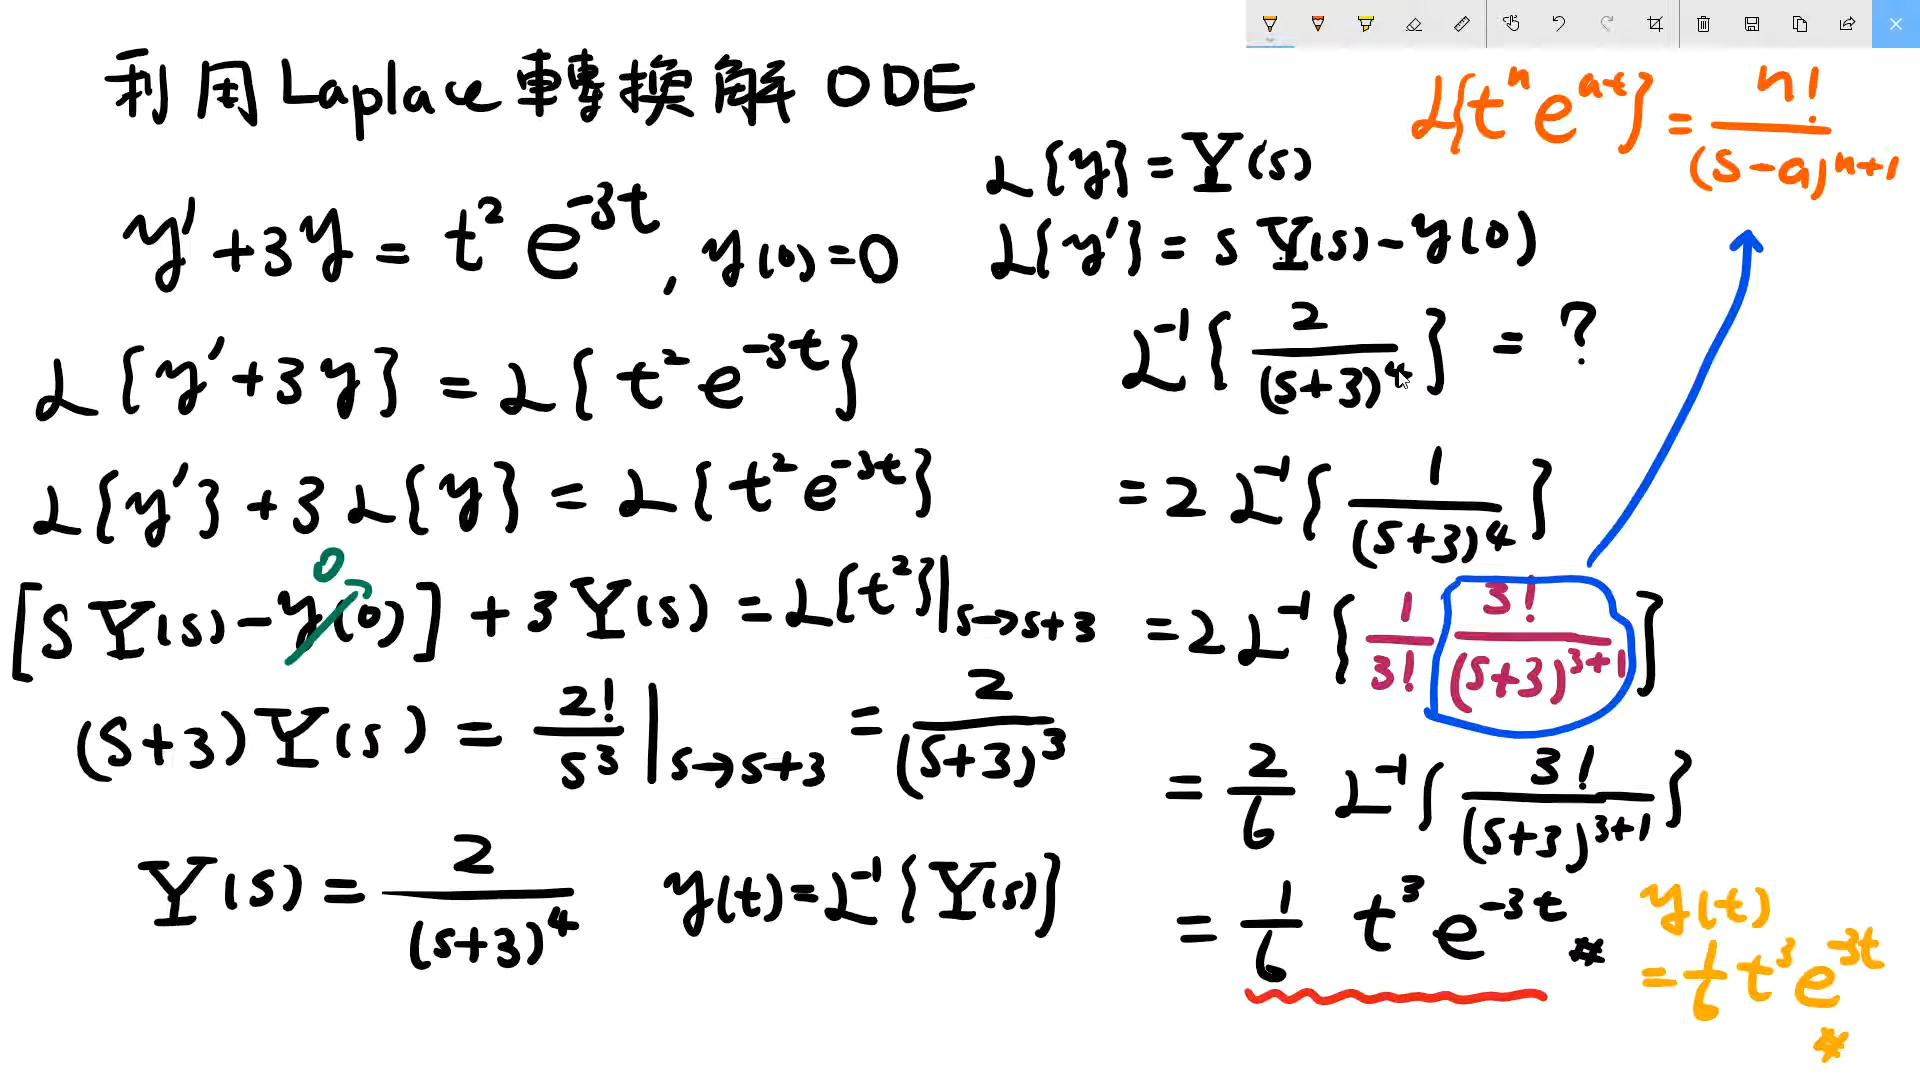 利用Laplace轉換解ODE
y'+3y = t² e^{-3t}, y(0)=0
ℒ{y'+3y} = ℒ{t² e^{-3t}}
ℒ{y'} + 3ℒ{y} = ℒ{t² e^{-3t}}
0
[sY(s) - y(0)] + 3Y(s) = ℒ{t²}|_{s→s+3}
(s+3)Y(s) = 2!/s³ |_{s→s+3} = 2/(s+3)³
Y(s) = 2/(s+3)⁴   y(t) = ℒ⁻¹{Y(s)}
ℒ{y} = Y(s)
ℒ{y'} = sY(s) - y(0)
ℒ⁻¹{2/(s+3)⁴} = ?
= 2ℒ⁻¹{1/(s+3)⁴}
= 2ℒ⁻¹{1/3! 3!/(s+3)^{3+1}}
= 2/6 ℒ⁻¹{3!/(s+3)^{3+1}}
= 1/6 t³ e^{-3t} *
ℒ{tⁿ e^{at}} = n!/(s-a)^{n+1}
y(t)
= 1/6 t³ e^{-3t}
*